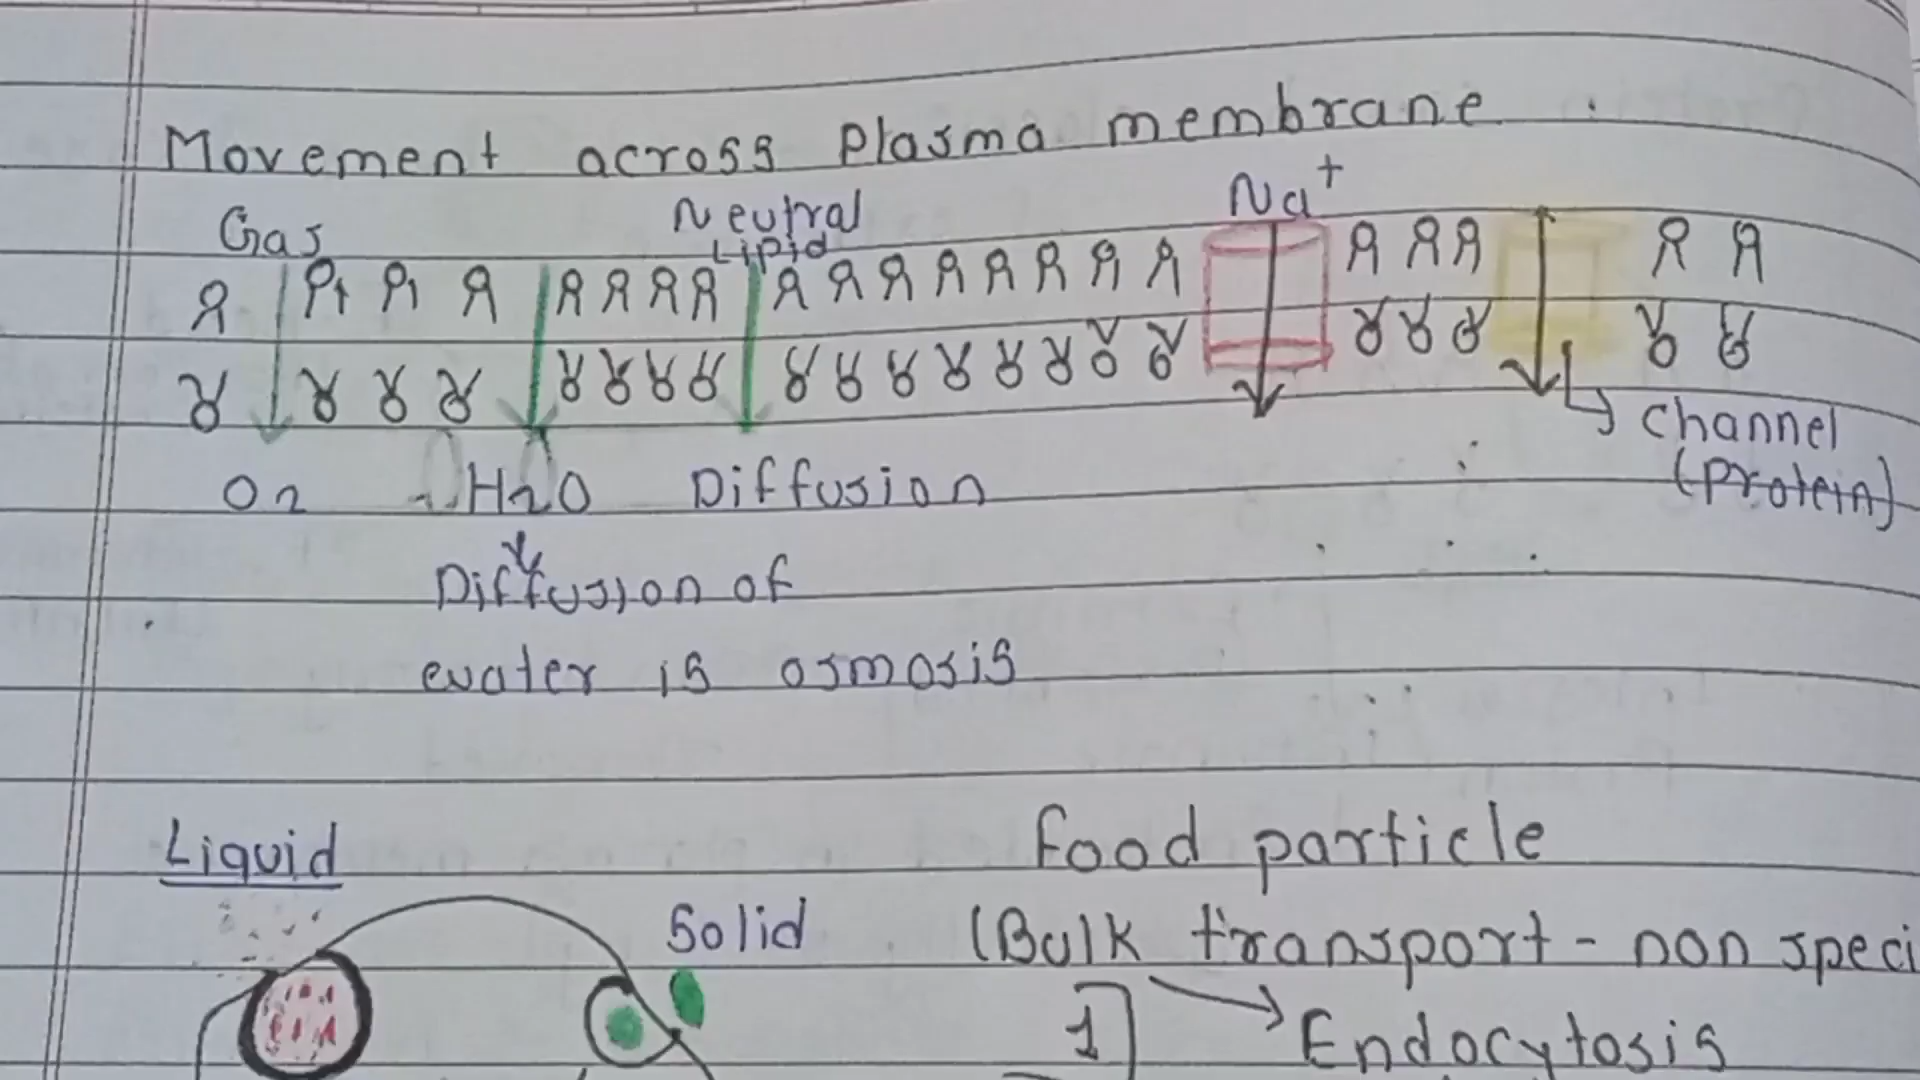 Movement across Plasma membrane
Gas
Neutral
Lipid
Na+
O2
H2O
Diffusion
Channel
(Protein)
Diffusion of
water is osmosis
Liquid
Food particle
Solid
(Bulk transport - non speci
1]
Endocytosis